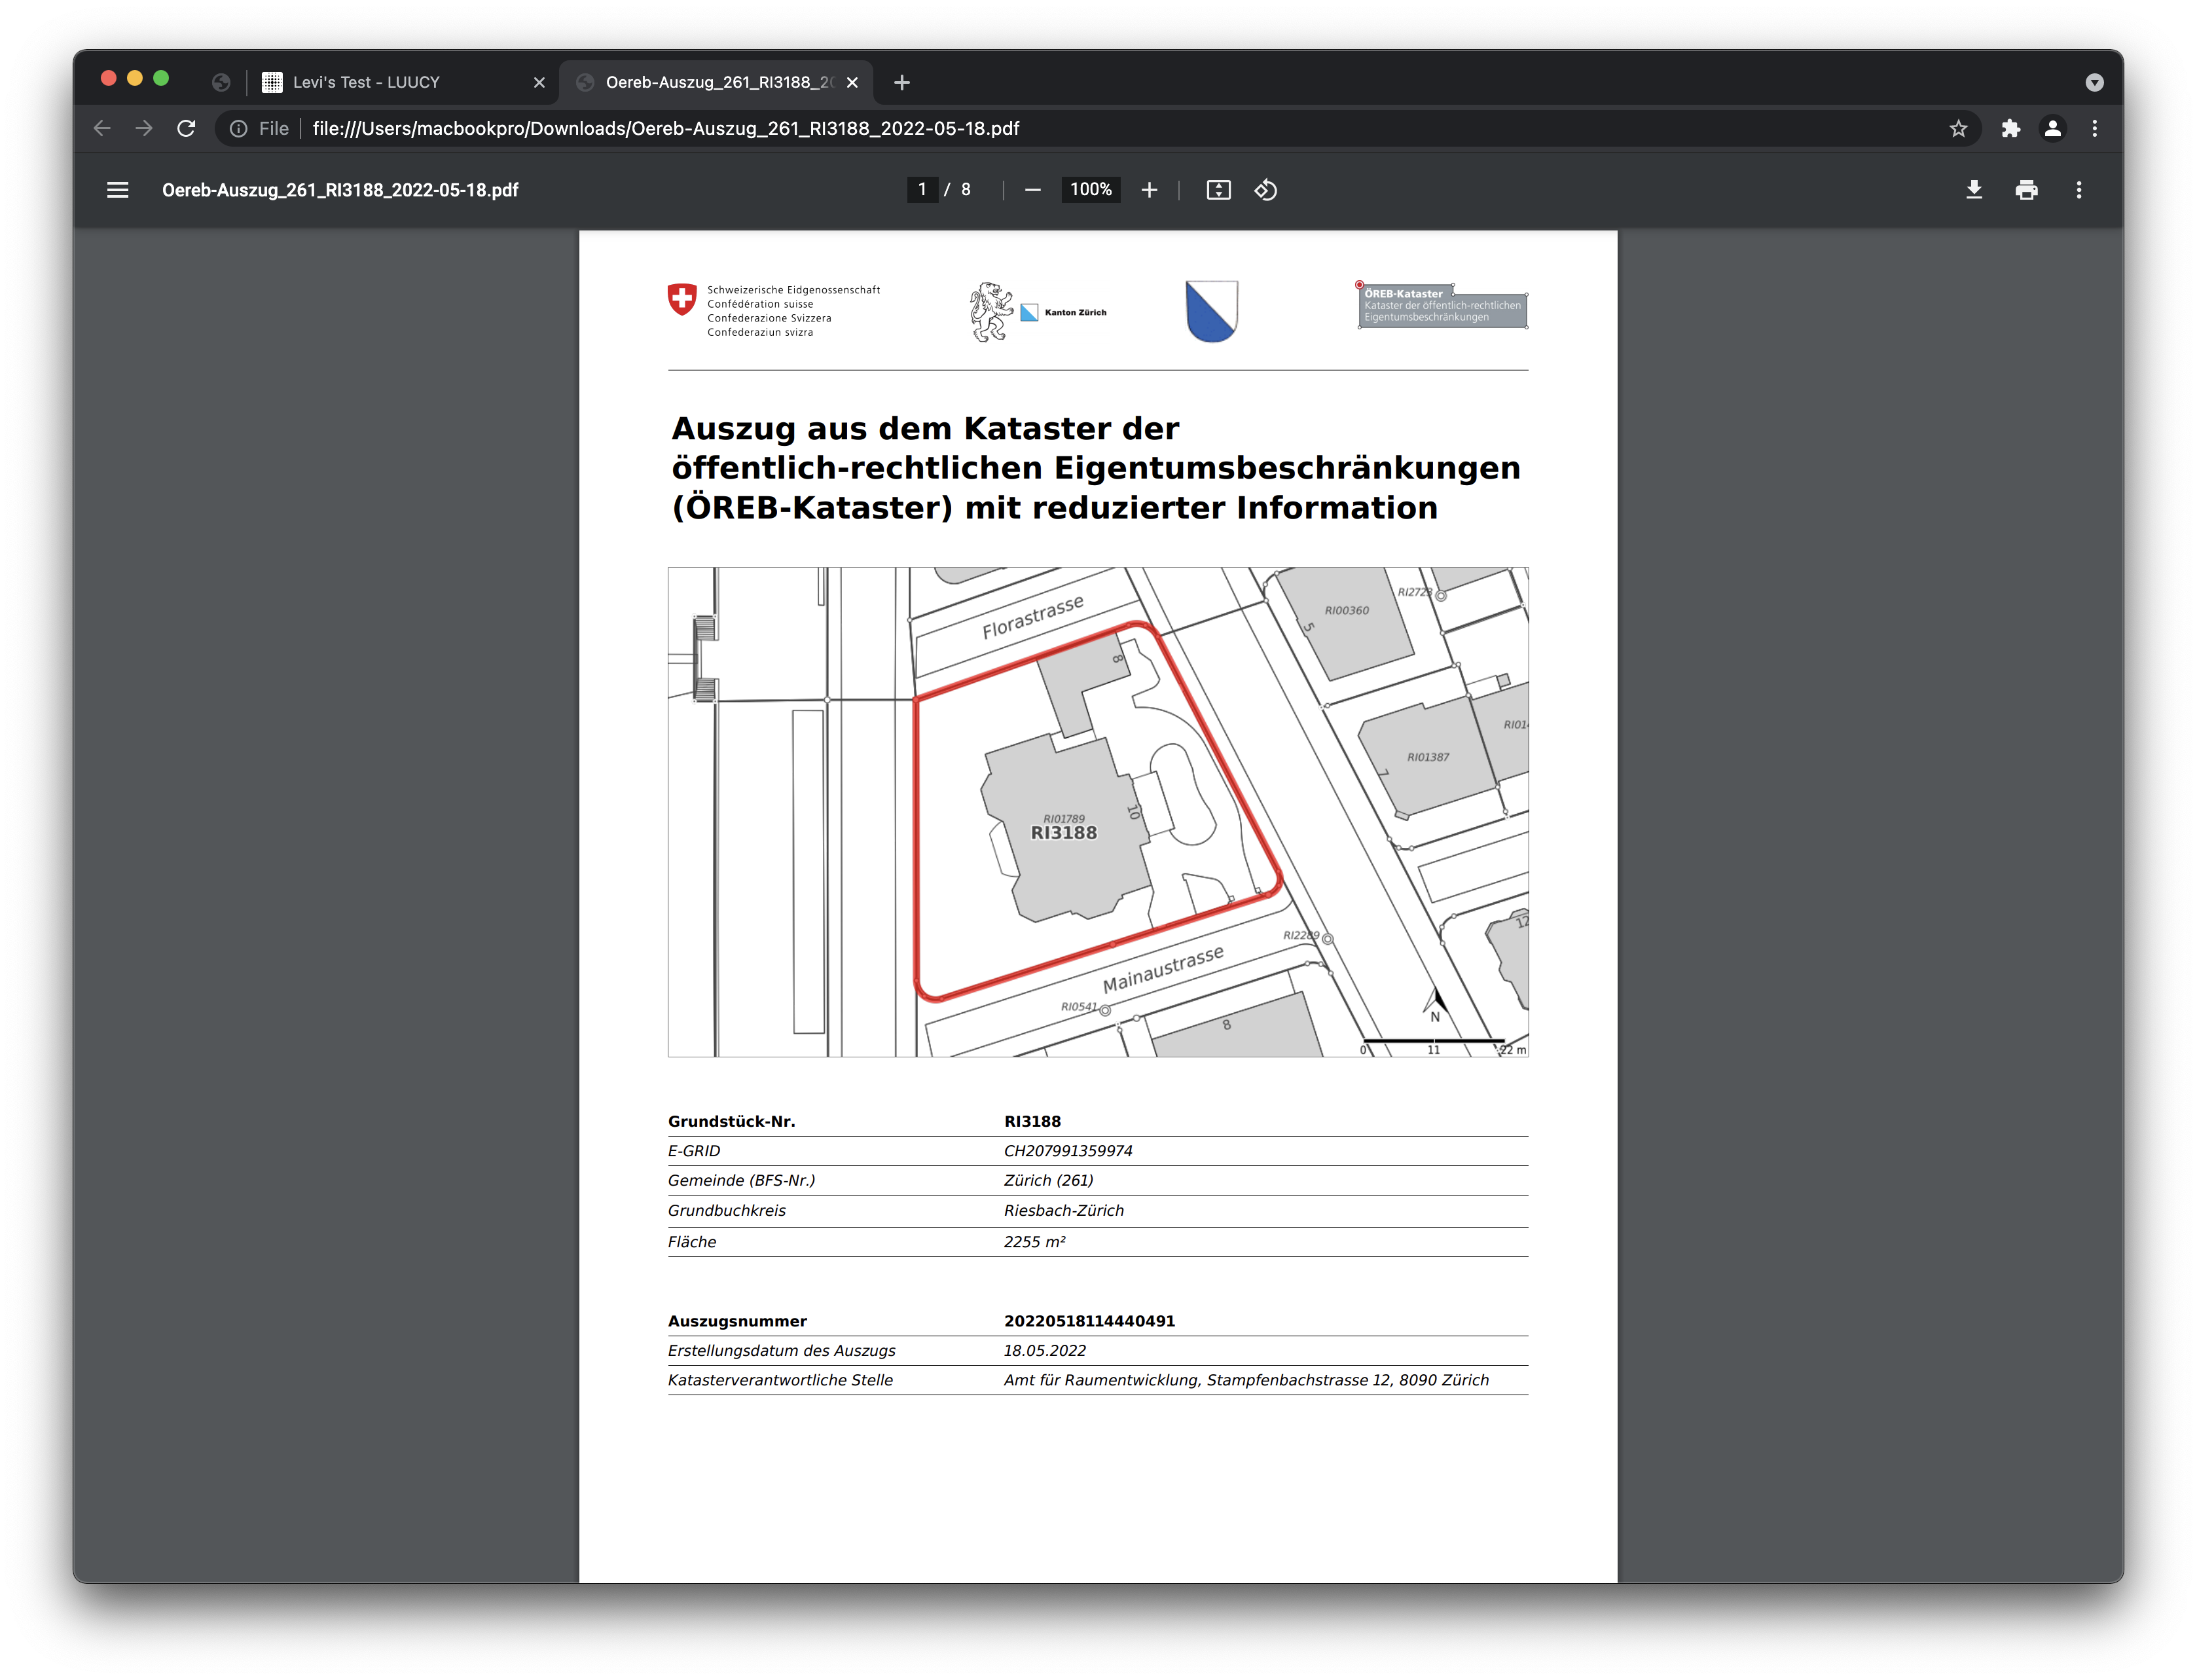 Levi's Test - LUUCY
Oereb-Auszug_261_RI3188_20
File
file:///Users/macbookpro/Downloads/Oereb-Auszug_261_RI3188_2022-05-18.pdf
Oereb-Auszug_261_RI3188_2022-05-18.pdf
1 / 8
100%
Schweizerische Eidgenossenschaft
Confédération suisse
Confederazione Svizzera
Confederaziun svizra
Kanton Zürich
ÖREB-Kataster
Kataster der öffentlich-rechtlichen
Eigentumsbeschränkungen
Auszug aus dem Kataster der
öffentlich-rechtlichen Eigentumsbeschränkungen
(ÖREB-Kataster) mit reduzierter Information
RI2723
Florastrasse
RI00360
5
8
RI014
RI01387
7
10
RI01789
RI3188
12
RI2289
Mainaustrasse
RI0541
8
N
0 11 22 m
Grundstück-Nr. RI3188
E-GRID CH207991359974
Gemeinde (BFS-Nr.) Zürich (261)
Grundbuchkreis Riesbach-Zürich
Fläche 2255 m²
Auszugsnummer 20220518114440491
Erstellungsdatum des Auszugs 18.05.2022
Katasterverantwortliche Stelle Amt für Raumentwicklung, Stampfenbachstrasse 12, 8090 Zürich